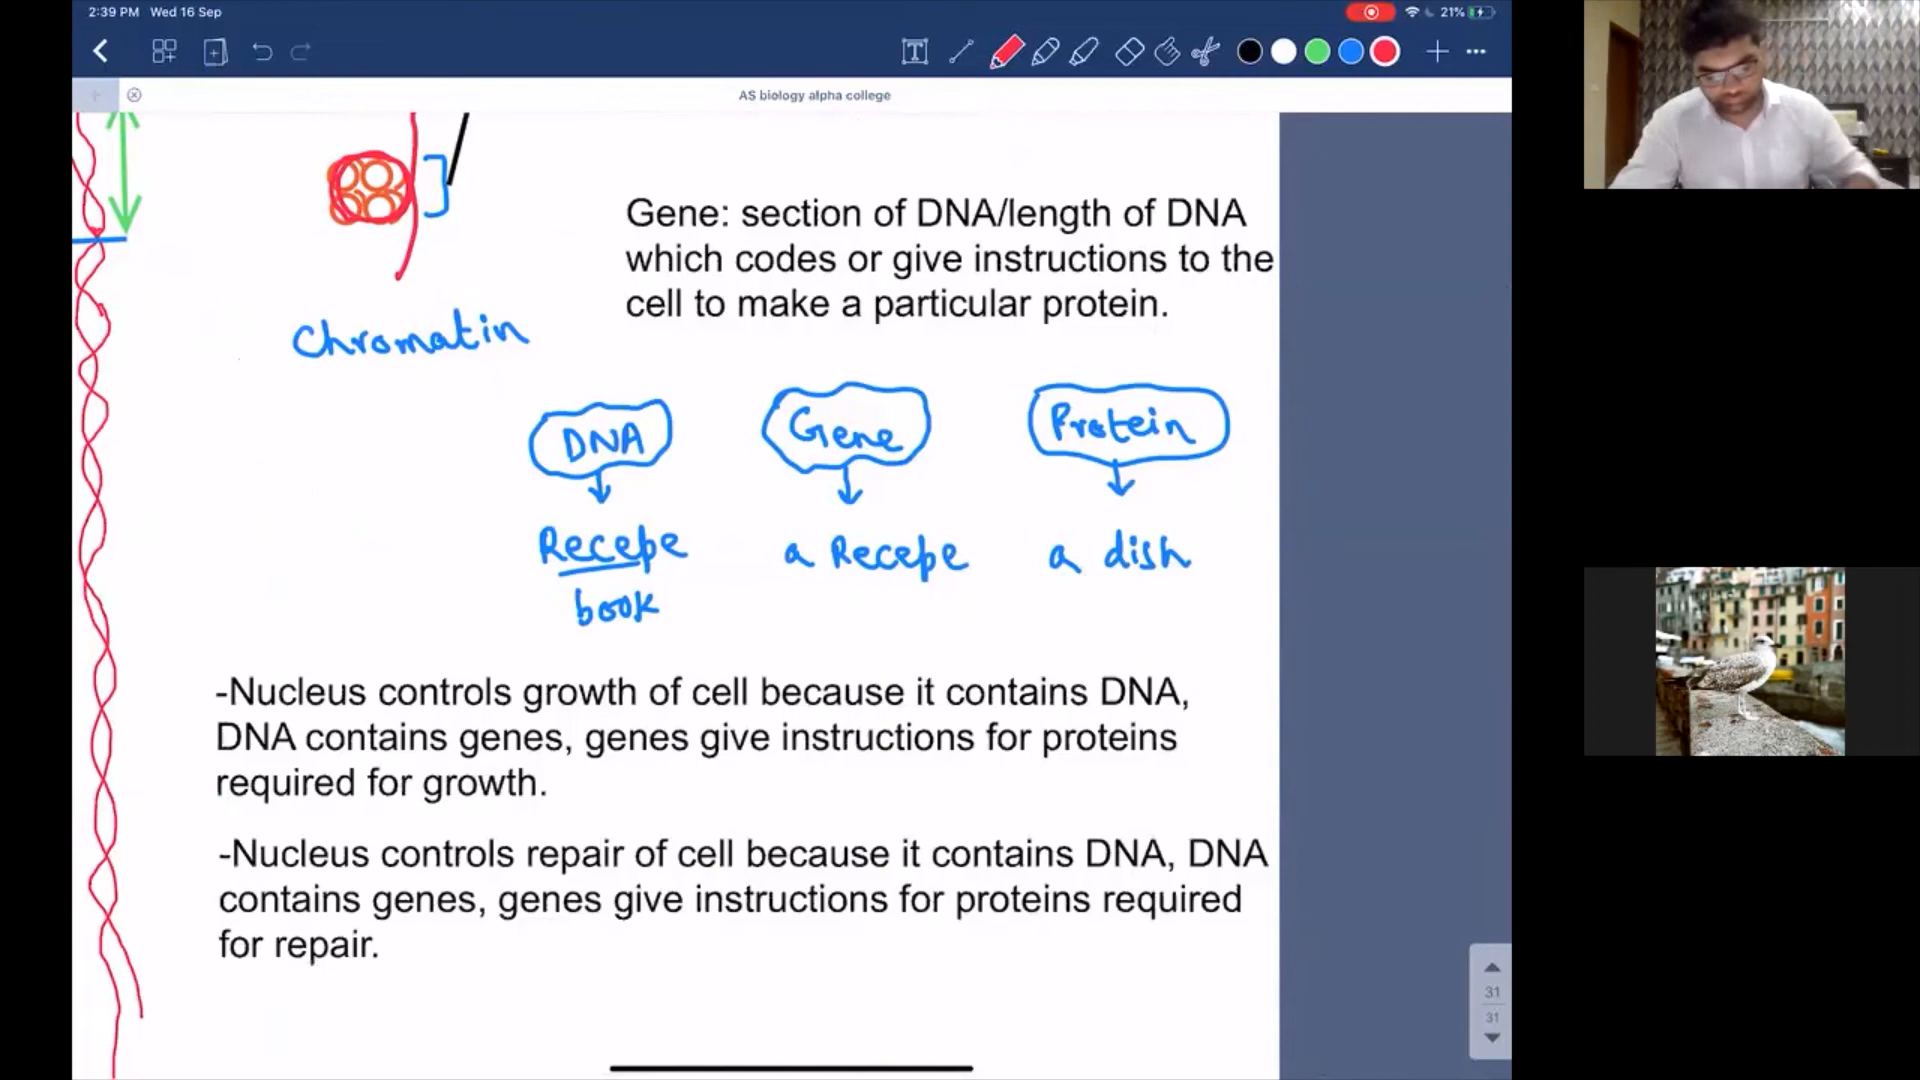 2:39 PM Wed 16 Sep
21%
AS biology alpha college
Gene: section of DNA/length of DNA
which codes or give instructions to the
cell to make a particular protein.
Chromatin
DNA Gene Protein
Recepe a Recepe a dish
book
-Nucleus controls growth of cell because it contains DNA,
DNA contains genes, genes give instructions for proteins
required for growth.
-Nucleus controls repair of cell because it contains DNA, DNA
contains genes, genes give instructions for proteins required
for repair.
31
31